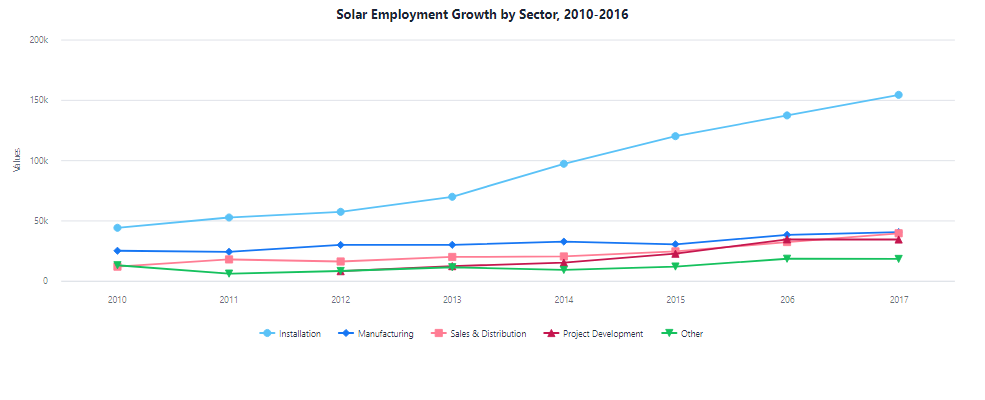 Solar Employment Growth by Sector, 2010-2016
200k
150k
100k
50k
0
Values
2010 2011 2012 2013 2014 2015 206 2017
Installation Manufacturing Sales & Distribution Project Development Other